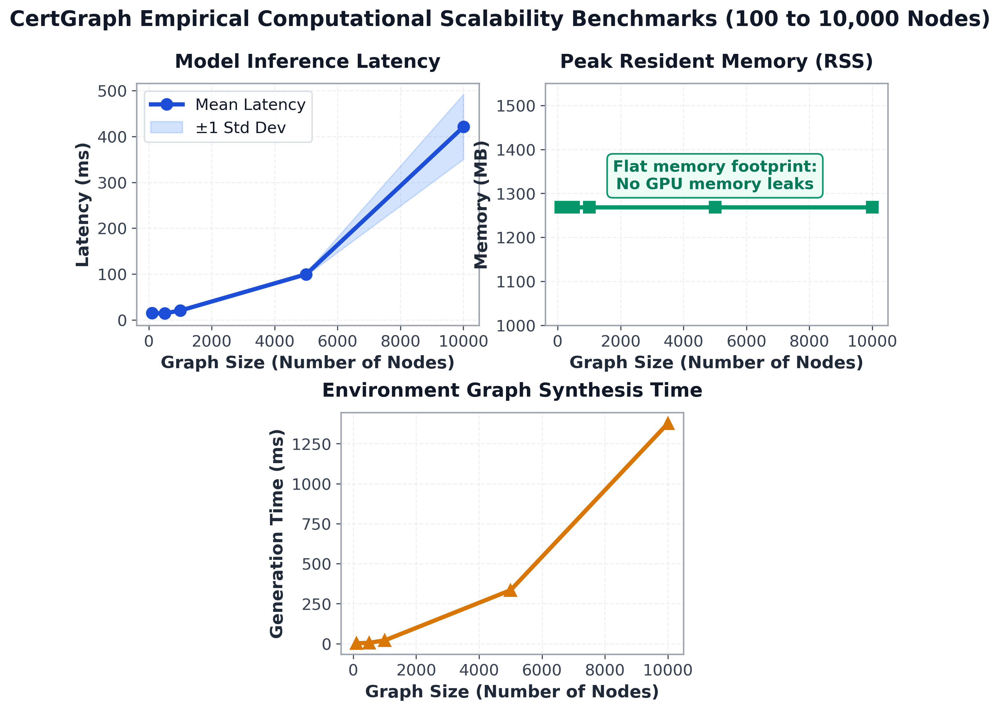 CertGraph Empirical Computational Scalability Benchmarks (100 to 10,000 Nodes)
Model Inference Latency
Latency (ms)
500
400
300
200
100
0
Mean Latency
±1 Std Dev
0 2000 4000 6000 8000 10000
Graph Size (Number of Nodes)
Peak Resident Memory (RSS)
Memory (MB)
1500
1400
1300
1200
1100
1000
Flat memory footprint:
No GPU memory leaks
0 2000 4000 6000 8000 10000
Graph Size (Number of Nodes)
Environment Graph Synthesis Time
Generation Time (ms)
1250
1000
750
500
250
0
0 2000 4000 6000 8000 10000
Graph Size (Number of Nodes)